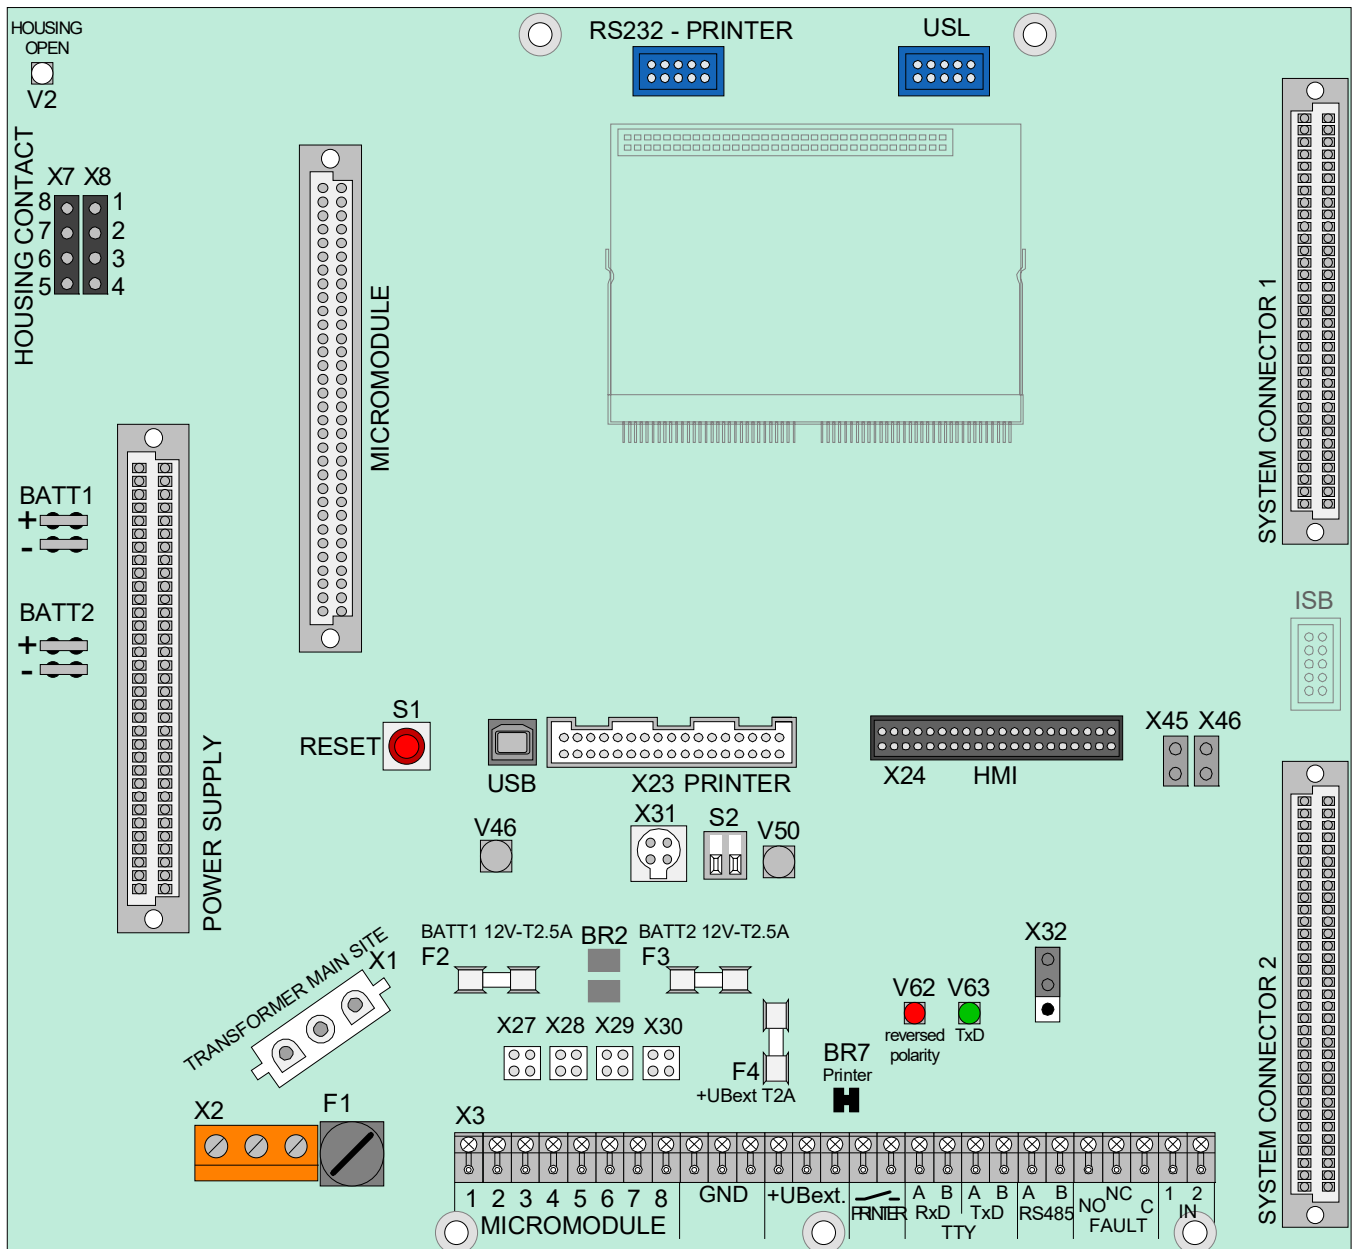 HOUSING
OPEN
V2
RS232 - PRINTER
USL
HOUSING CONTACT
X7 X8
8 1
7 2
6 3
5 4
MICROMODULE
SYSTEM CONNECTOR 1
BATT1
+
-
BATT2
+
-
POWER SUPPLY
ISB
S1
RESET
USB
X23 PRINTER
X24 HMI
X45 X46
V46
X31
S2
V50
BATT1 12V-T2.5A
F2
BR2
BATT2 12V-T2.5A
F3
X32
TRANSFORMER MAIN SITE
X1
V62
reversed
polarity
V63
TxD
X27 X28 X29 X30
F4
+UBext T2A
BR7
Printer
SYSTEM CONNECTOR 2
X2
F1
X3
1 2 3 4 5 6 7 8
MICROMODULE
GND
+UBext.
PRINTER
A B
RxD
A B
TxD
TTY
A B
RS485
NO NC C
FAULT
1 2
IN